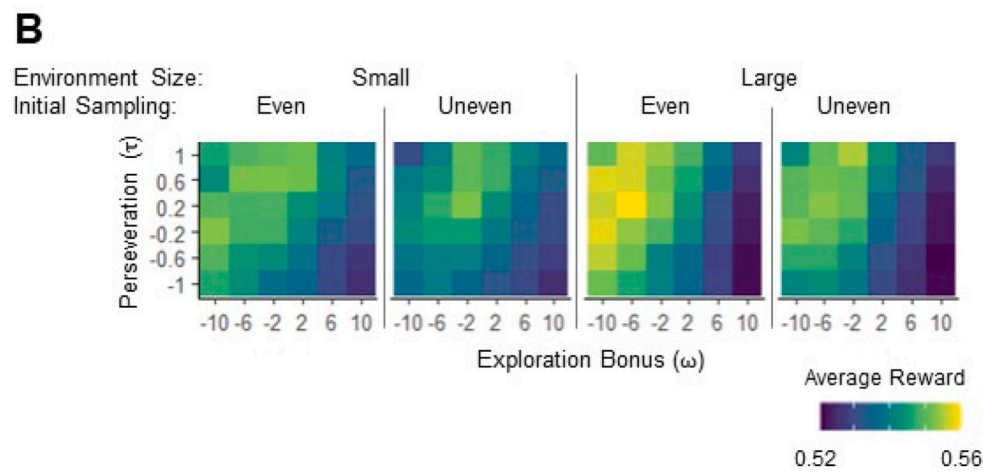 B
Environment Size: Small Large
Initial Sampling: Even Uneven Even Uneven
Perseveration (τ)
1
0.6
0.2
-0.2
-0.6
-1
-10 -6 -2 2 6 10 -10 -6 -2 2 6 10 -10 -6 -2 2 6 10 -10 -6 -2 2 6 10
Exploration Bonus (ω)
Average Reward
0.52 0.56